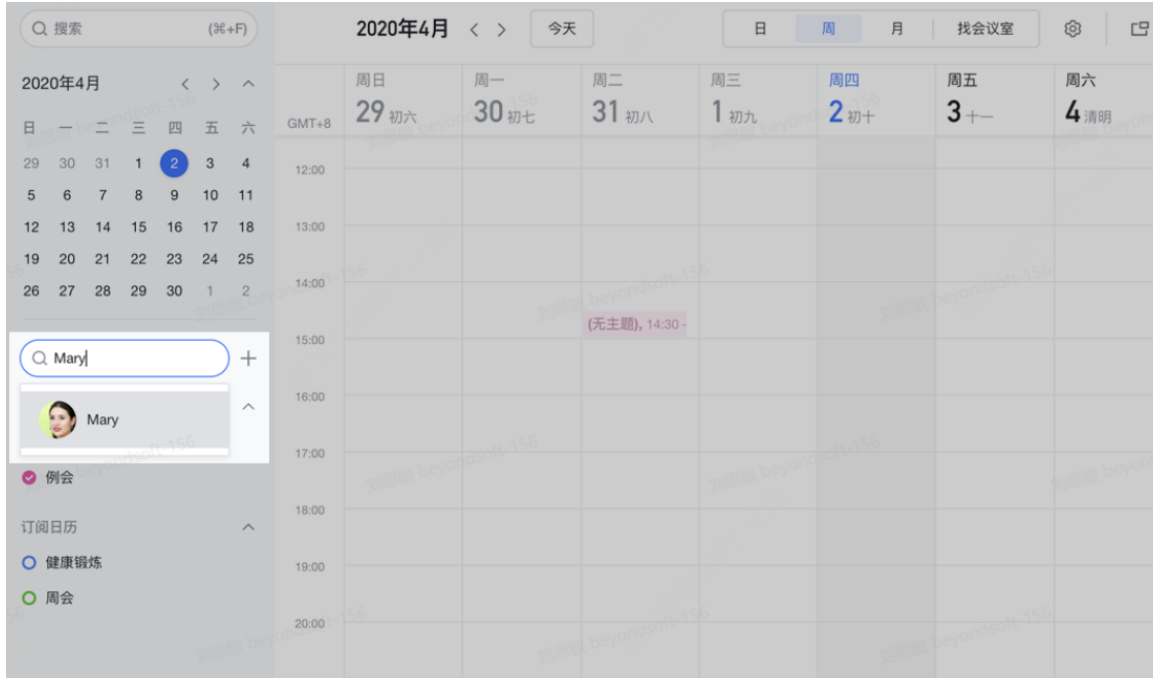 搜索 (⌘+F)
2020年4月
日 一 二 三 四 五 六
29 30 31 1 2 3 4
5 6 7 8 9 10 11
12 13 14 15 16 17 18
19 20 21 22 23 24 25
26 27 28 29 30 1 2
Mary
Mary
例会
订阅日历
健康锻炼
周会
2020年4月 今天 日 周 月 找会议室
周日 周一 周二 周三 周四 周五 周六
GMT+8 29 初六 30 初七 31 初八 1 初九 2 初十 3 十一 4 清明
12:00
13:00
14:00
(无主题), 14:30 -
15:00
16:00
17:00
18:00
19:00
20:00